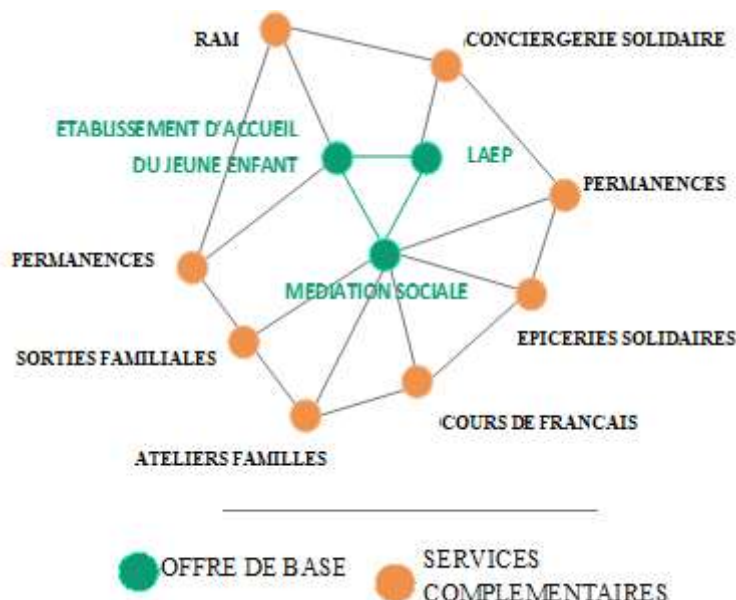 RAM
CONCIERGERIE SOLIDAIRE
ETABLISSEMENT D'ACCUEIL
DU JEUNE ENFANT
LAEP
PERMANENCES
PERMANENCES
MEDIATION SOCIALE
EPICERIES SOLIDAIRES
SORTIES FAMILIALES
COURS DE FRANCAIS
ATELIERS FAMILLES
OFFRE DE BASE
SERVICES
COMPLEMENTAIRES